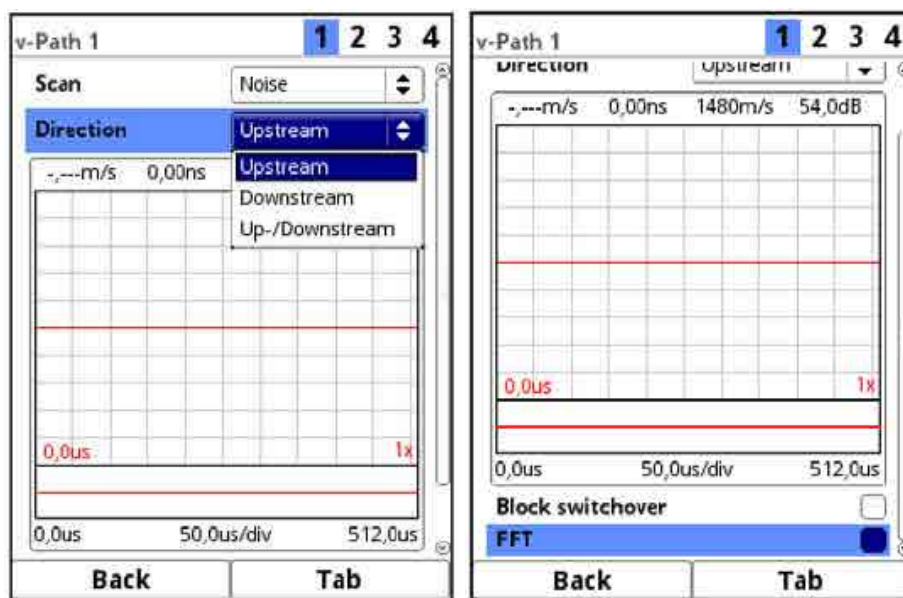 v-Path 1 1 2 3 4
Scan Noise
Direction Upstream
-,---m/s 0,00ns
Upstream
Downstream
Up-/Downstream
0,0us 1x
0,0us 50,0us/div 512,0us
Back Tab
v-Path 1 1 2 3 4
Direction Upstream
-,---m/s 0,00ns 1480m/s 54,0dB
0,0us 1x
0,0us 50,0us/div 512,0us
Block switchover
FFT
Back Tab